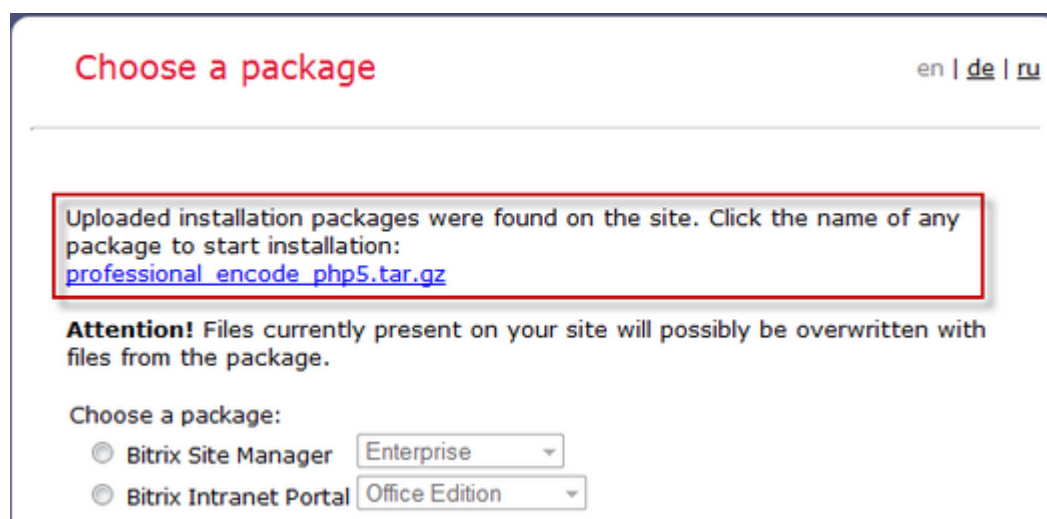 Choose a package
en | de | ru
Uploaded installation packages were found on the site. Click the name of any
package to start installation:
professional_encode_php5.tar.gz
Attention! Files currently present on your site will possibly be overwritten with
files from the package.
Choose a package:
Bitrix Site Manager Enterprise
Bitrix Intranet Portal Office Edition